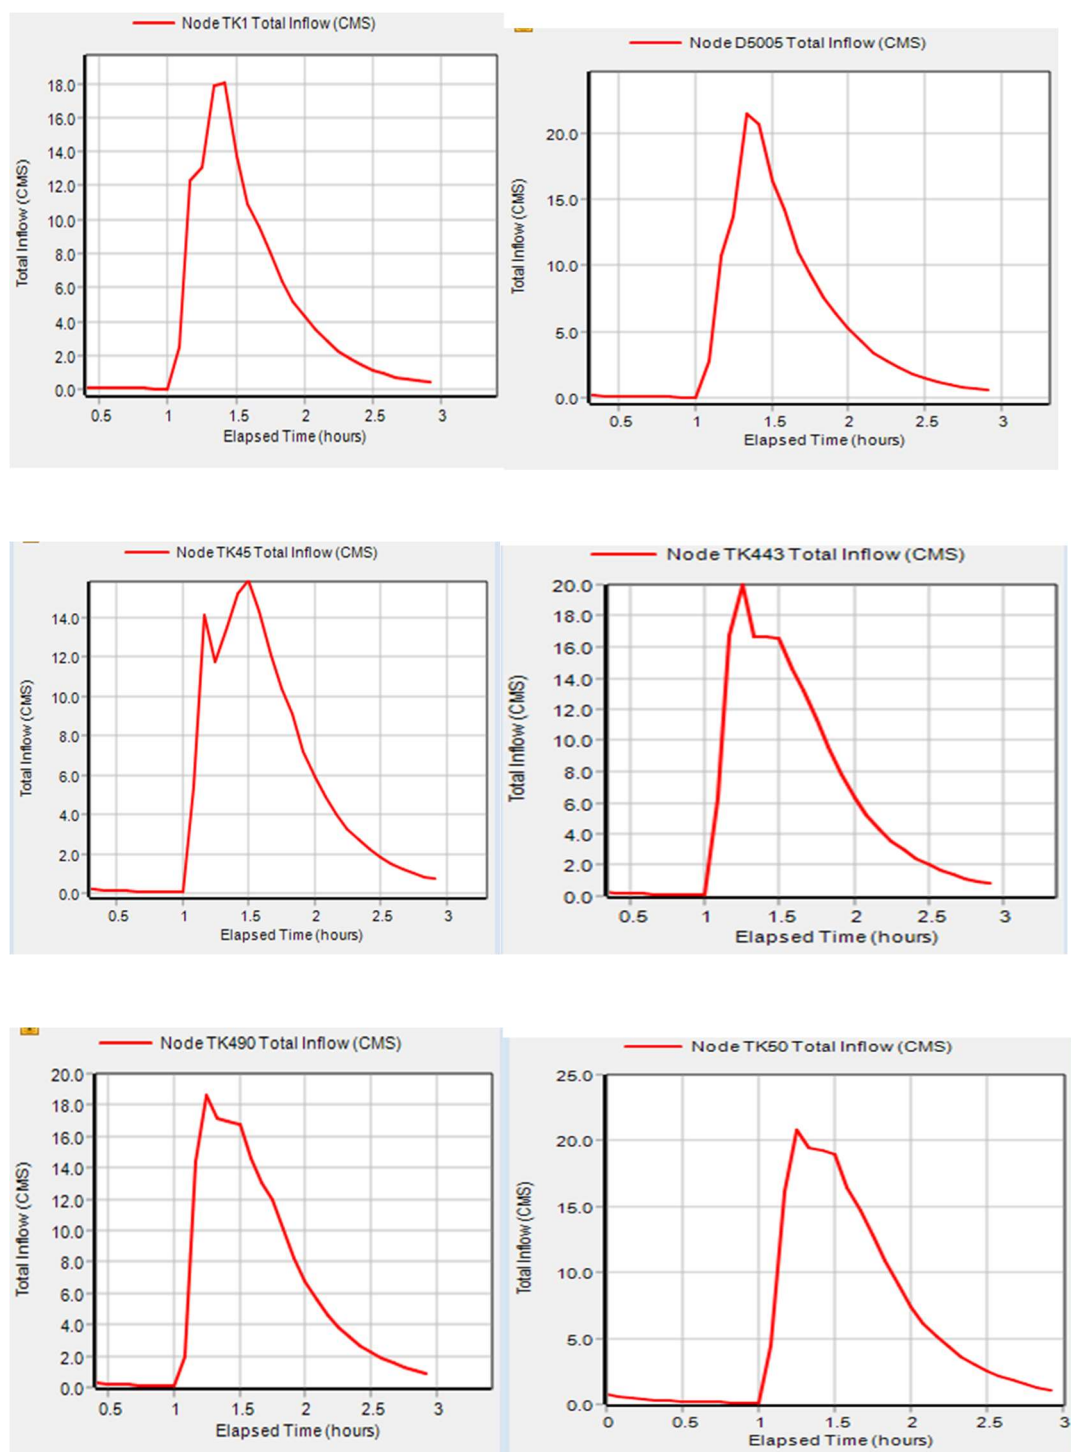 Node TK1 Total Inflow (CMS)
Total Inflow (CMS)
18.0
16.0
14.0
12.0
10.0
8.0
6.0
4.0
2.0
0.0
0.5 1 1.5 2 2.5 3
Elapsed Time (hours)
Node D5005 Total Inflow (CMS)
Total Inflow (CMS)
20.0
15.0
10.0
5.0
0.0
0.5 1 1.5 2 2.5 3
Elapsed Time (hours)
Node TK45 Total Inflow (CMS)
Total Inflow (CMS)
14.0
12.0
10.0
8.0
6.0
4.0
2.0
0.0
0.5 1 1.5 2 2.5 3
Elapsed Time (hours)
Node TK443 Total Inflow (CMS)
Total Inflow (CMS)
20.0
18.0
16.0
14.0
12.0
10.0
8.0
6.0
4.0
2.0
0.0
0.5 1 1.5 2 2.5 3
Elapsed Time (hours)
Node TK490 Total Inflow (CMS)
Total Inflow (CMS)
20.0
18.0
16.0
14.0
12.0
10.0
8.0
6.0
4.0
2.0
0.0
0.5 1 1.5 2 2.5 3
Elapsed Time (hours)
Node TK50 Total Inflow (CMS)
Total Inflow (CMS)
25.0
20.0
15.0
10.0
5.0
0.0
0 0.5 1 1.5 2 2.5 3
Elapsed Time (hours)